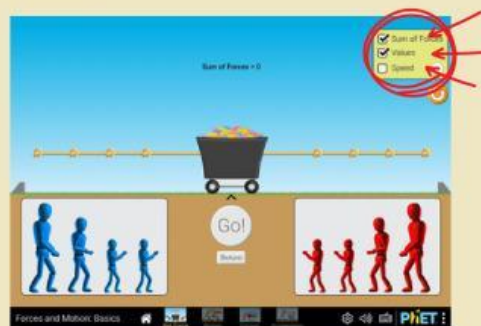 Sum of Forces
Values
Speed
Sum of Forces = 0
Go!
Return
Forces and Motion: Basics
PhET